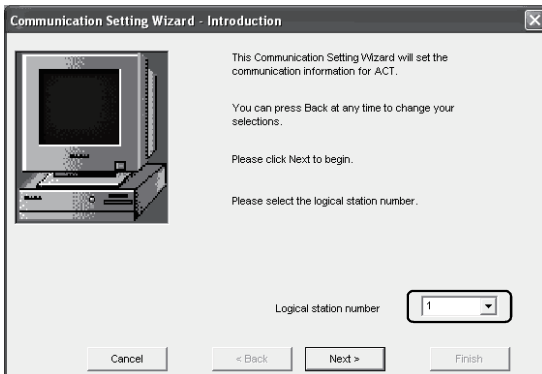 Communication Setting Wizard - Introduction
This Communication Setting Wizard will set the
communication information for ACT.
You can press Back at any time to change your
selections.
Please click Next to begin.
Please select the logical station number.
Logical station number
1
Cancel
< Back
Next >
Finish